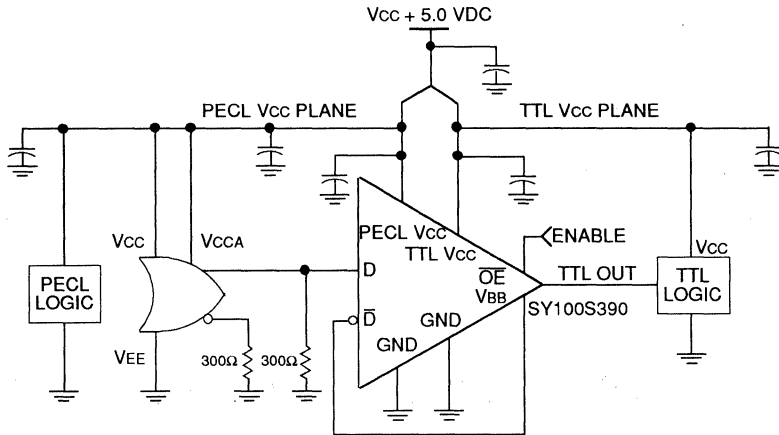 VCC + 5.0 VDC
PECL VCC PLANE
TTL VCC PLANE
PECL VCC
TTL VCC
ENABLE
VCC
VCCA
VCC
PECL
LOGIC
D
OE
TTL OUT
TTL
LOGIC
VBB
SY100S390
D
GND
GND
VEE
300Ω
300Ω